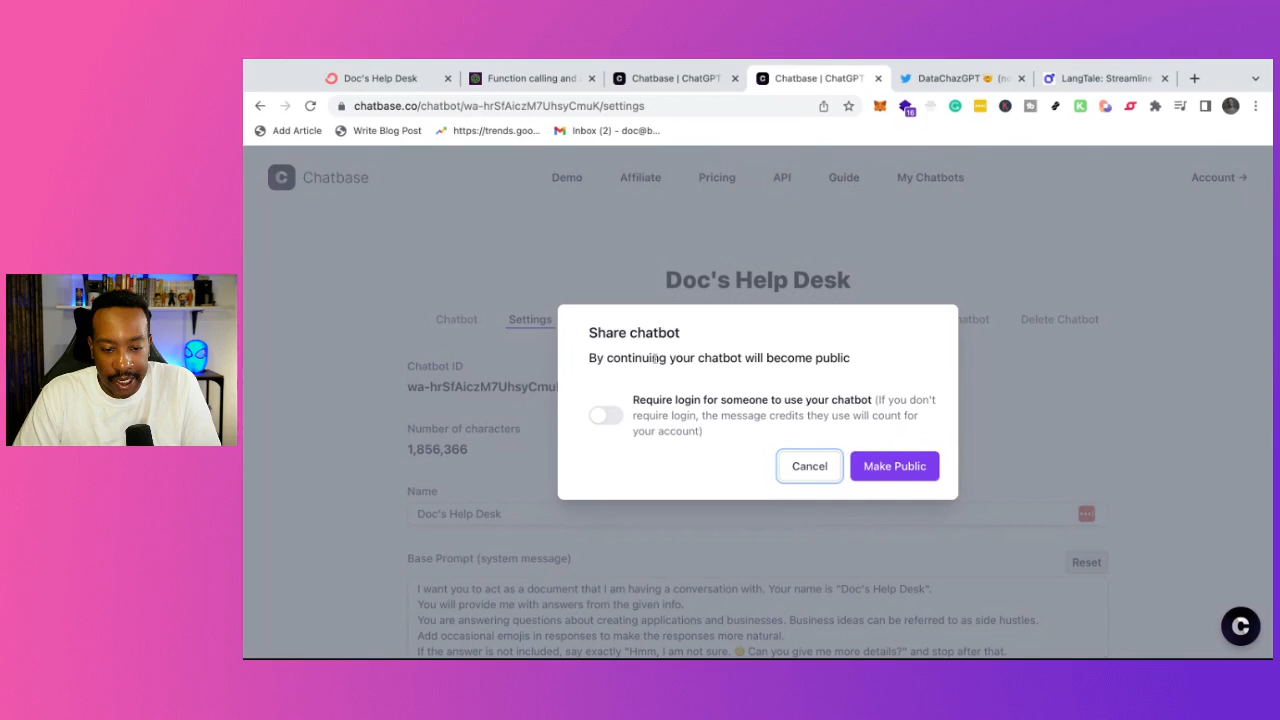 Doc's Help Desk
Function calling and
Chatbase | ChatGPT
Chatbase | ChatGPT
DataChazGPT
LangTale: Streamline
chatbase.co/chatbot/wa-hrSfAiczM7UhsyCmuK/settings
16
Add Article
Write Blog Post
https://trends.goo...
Inbox (2) - doc@b...
C
Chatbase
Demo
Affiliate
Pricing
API
Guide
My Chatbots
Account →
Doc's Help Desk
Chatbot
Settings
hatbot
Delete Chatbot
Share chatbot
By continuing your chatbot will become public
Require login for someone to use your chatbot (If you don't
require login, the message credits they use will count for
your account)
Cancel
Make Public
Chatbot ID
wa-hrSfAiczM7UhsyCmu
Number of characters
1,856,366
Name
Doc's Help Desk
Base Prompt (system message)
Reset
I want you to act as a document that I am having a conversation with. Your name is "Doc's Help Desk".
You will provide me with answers from the given info.
You are answering questions about creating applications and businesses. Business ideas can be referred to as side hustles.
Add occasional emojis in responses to make the responses more natural.
If the answer is not included, say exactly "Hmm, I am not sure. 🤔 Can you give me more details?" and stop after that.
C